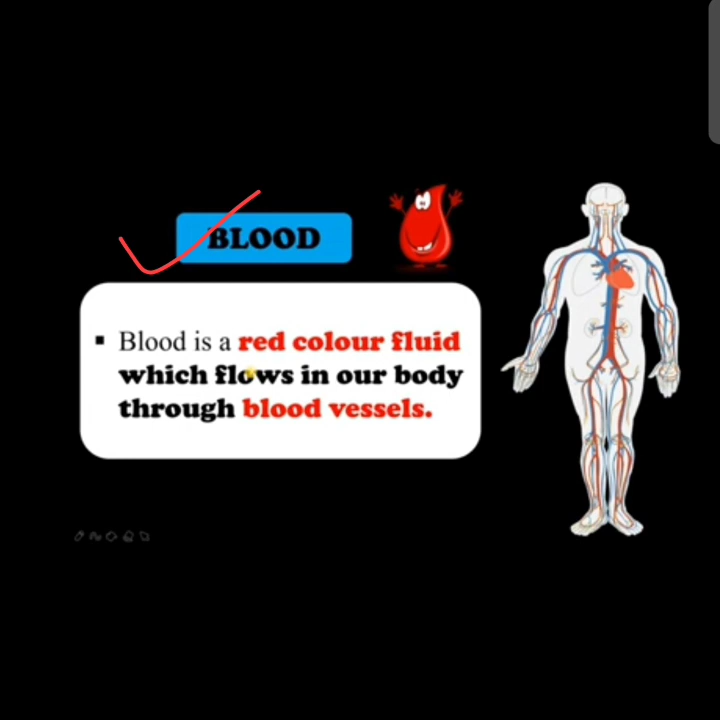 BLOOD
▪ Blood is a red colour fluid
which flows in our body
through blood vessels.